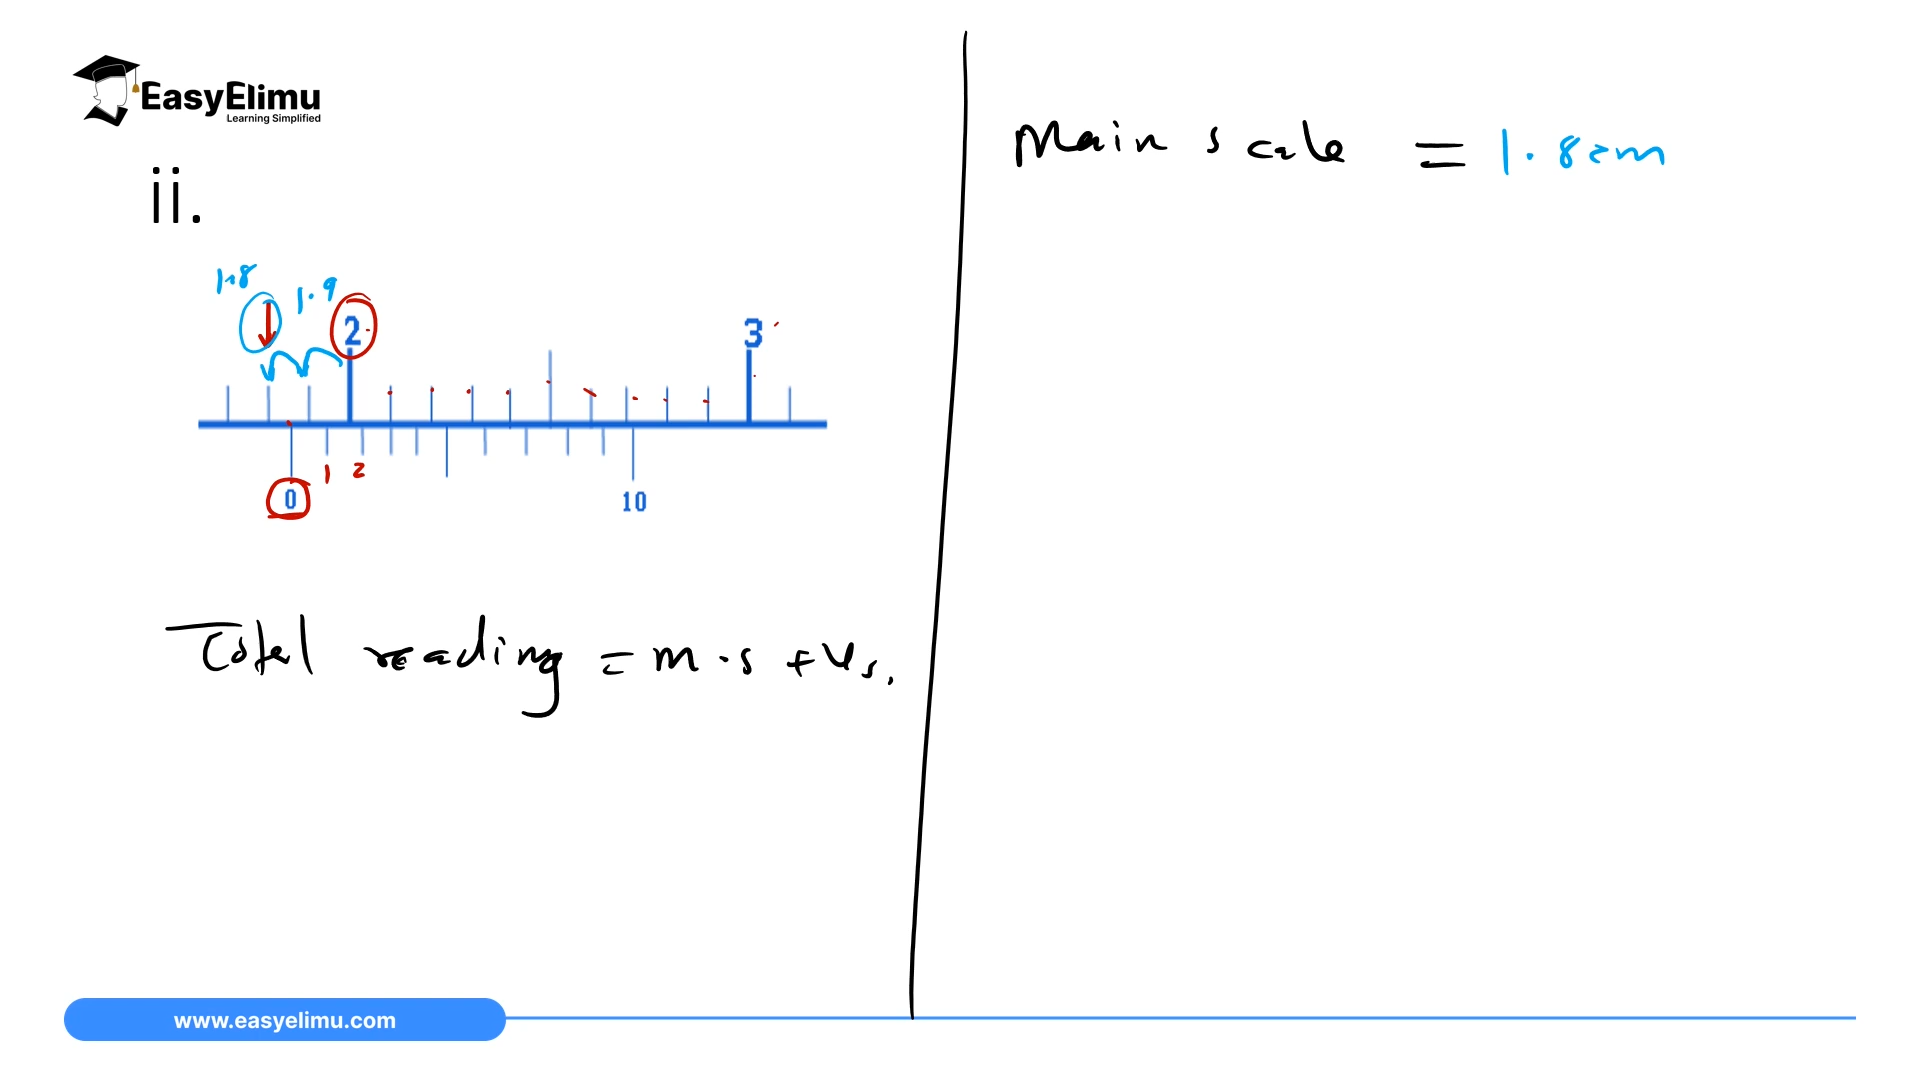 EasyElimu
Learning Simplified
ii.
1.8
1.9
2
3
1 2
0
10
Total reading = m.s + v s.
Main scale = 1.8cm
www.easyelimu.com